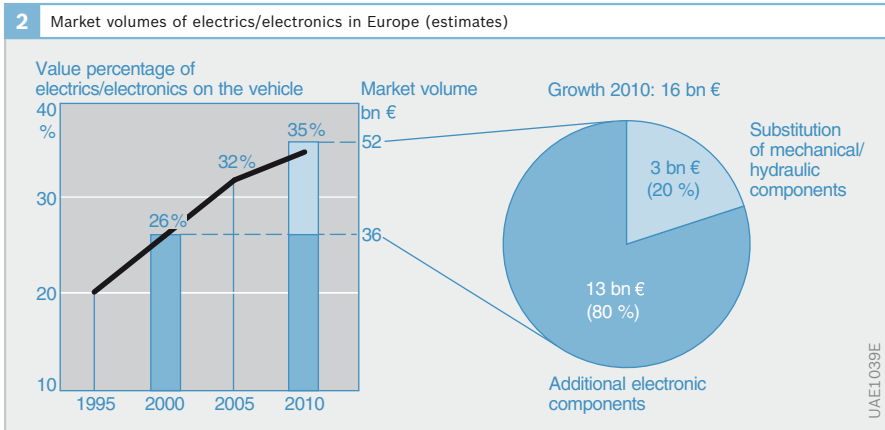 2 Market volumes of electrics/electronics in Europe (estimates)
Value percentage of
electrics/electronics on the vehicle
40
%
30
20
10
26%
32%
35%
1995 2000 2005 2010
Market volume
bn €
52
36
Growth 2010: 16 bn €
3 bn €
(20 %)
Substitution
of mechanical/
hydraulic
components
13 bn €
(80 %)
Additional electronic
components
UAE1039E